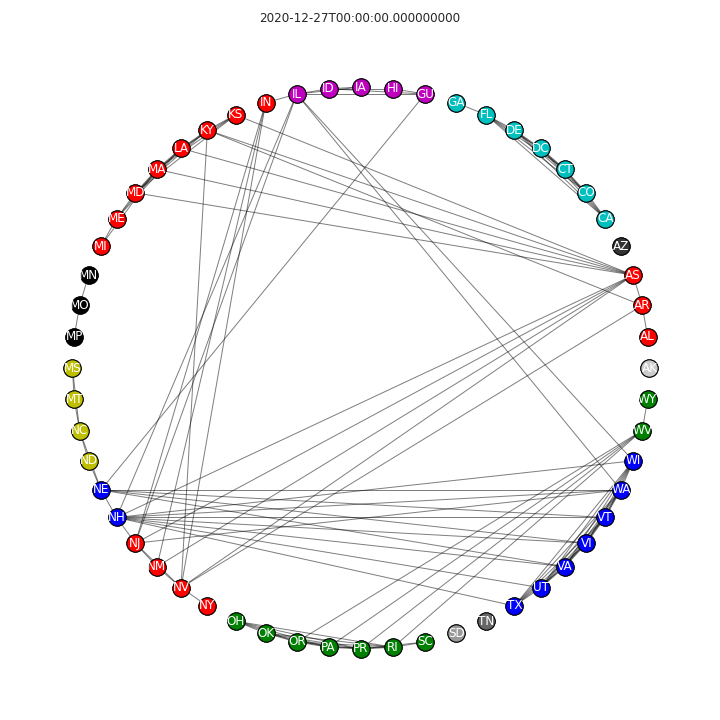 2020-12-27T00:00:00.000000000
IL ID IA HI GU
IN GA
KS FL
KY DE
LA DC
MA CT
MD CO
ME CA
MI AZ
MN AS
MO AR
MP AL
MS AK
MT WY
NC WV
ND WI
NE WA
NH VT
NJ VI
NM VA
NV UT
NY TX
OH TN
OK SD
OR SC
PA PR RI